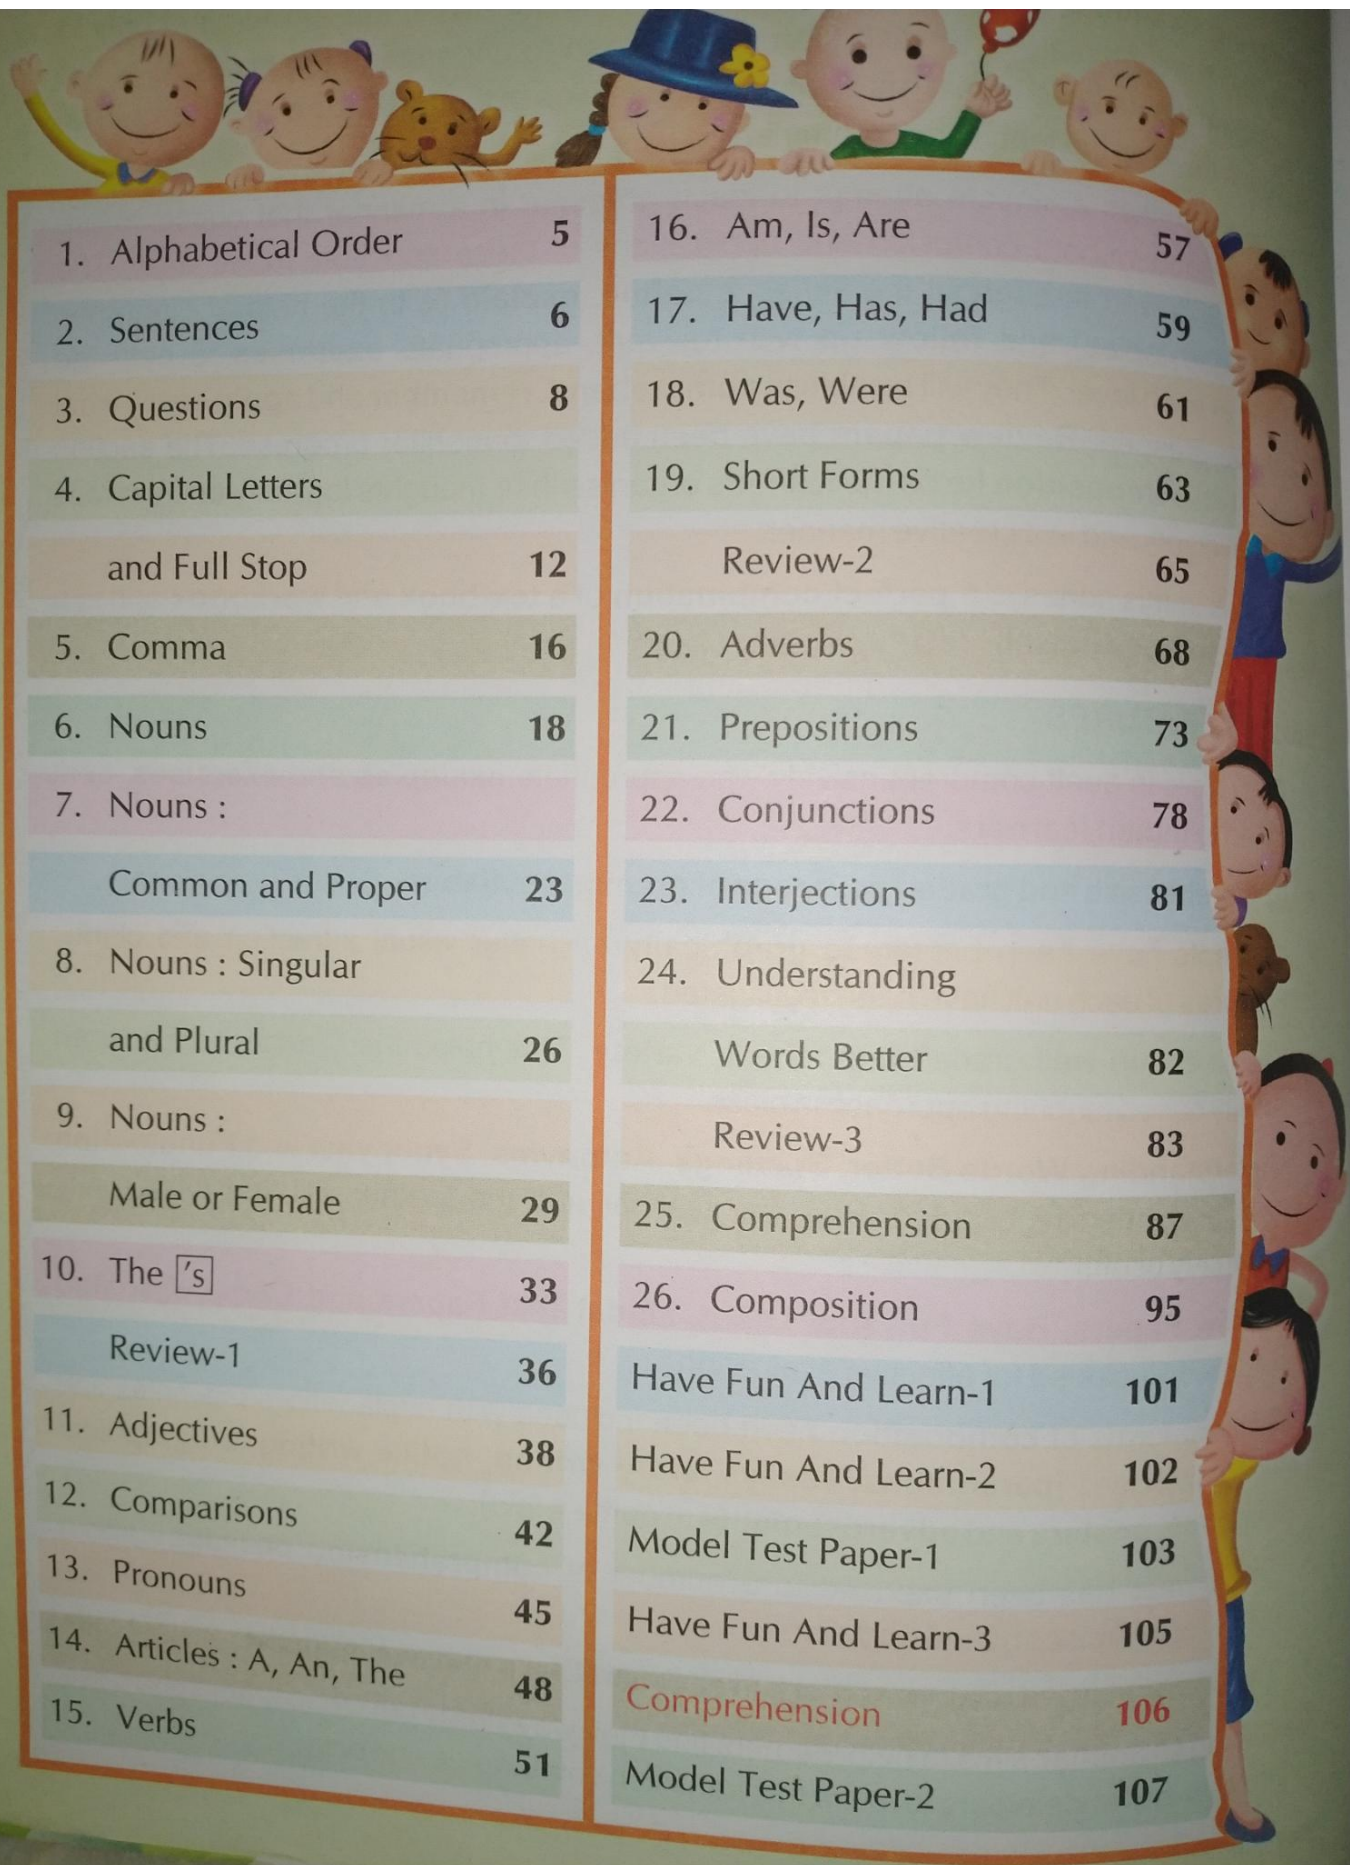 1. Alphabetical Order 5
2. Sentences 6
3. Questions 8
4. Capital Letters
and Full Stop 12
5. Comma 16
6. Nouns 18
7. Nouns :
Common and Proper 23
8. Nouns : Singular
and Plural 26
9. Nouns :
Male or Female 29
10. The 's 33
Review-1 36
11. Adjectives 38
12. Comparisons 42
13. Pronouns 45
14. Articles : A, An, The 48
15. Verbs 51
16. Am, Is, Are 57
17. Have, Has, Had 59
18. Was, Were 61
19. Short Forms 63
Review-2 65
20. Adverbs 68
21. Prepositions 73
22. Conjunctions 78
23. Interjections 81
24. Understanding
Words Better 82
Review-3 83
25. Comprehension 87
26. Composition 95
Have Fun And Learn-1 101
Have Fun And Learn-2 102
Model Test Paper-1 103
Have Fun And Learn-3 105
Comprehension 106
Model Test Paper-2 107